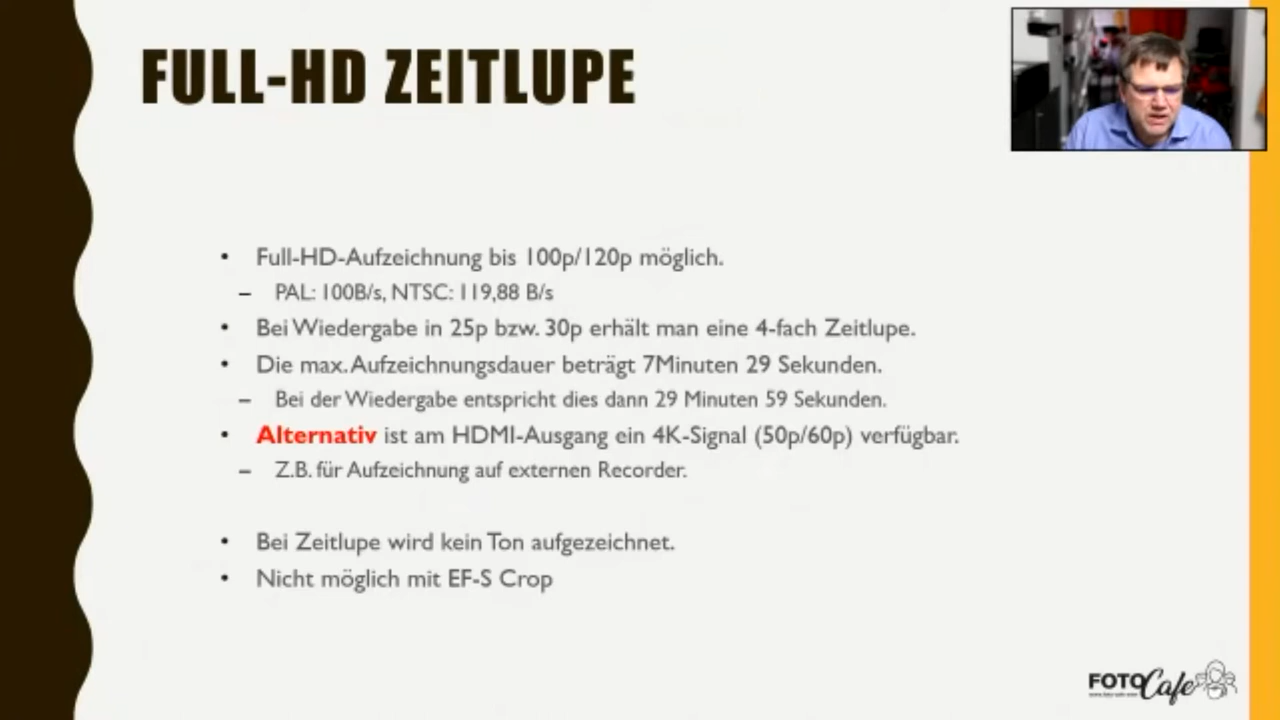 FULL-HD ZEITLUPE
• Full-HD-Aufzeichnung bis 100p/120p möglich.
– PAL: 100B/s, NTSC: 119,88 B/s
• Bei Wiedergabe in 25p bzw. 30p erhält man eine 4-fach Zeitlupe.
• Die max. Aufzeichnungsdauer beträgt 7Minuten 29 Sekunden.
– Bei der Wiedergabe entspricht dies dann 29 Minuten 59 Sekunden.
• Alternativ ist am HDMI-Ausgang ein 4K-Signal (50p/60p) verfügbar.
– Z.B. für Aufzeichnung auf externen Recorder.
• Bei Zeitlupe wird kein Ton aufgezeichnet.
• Nicht möglich mit EF-S Crop
FOTO Cafe